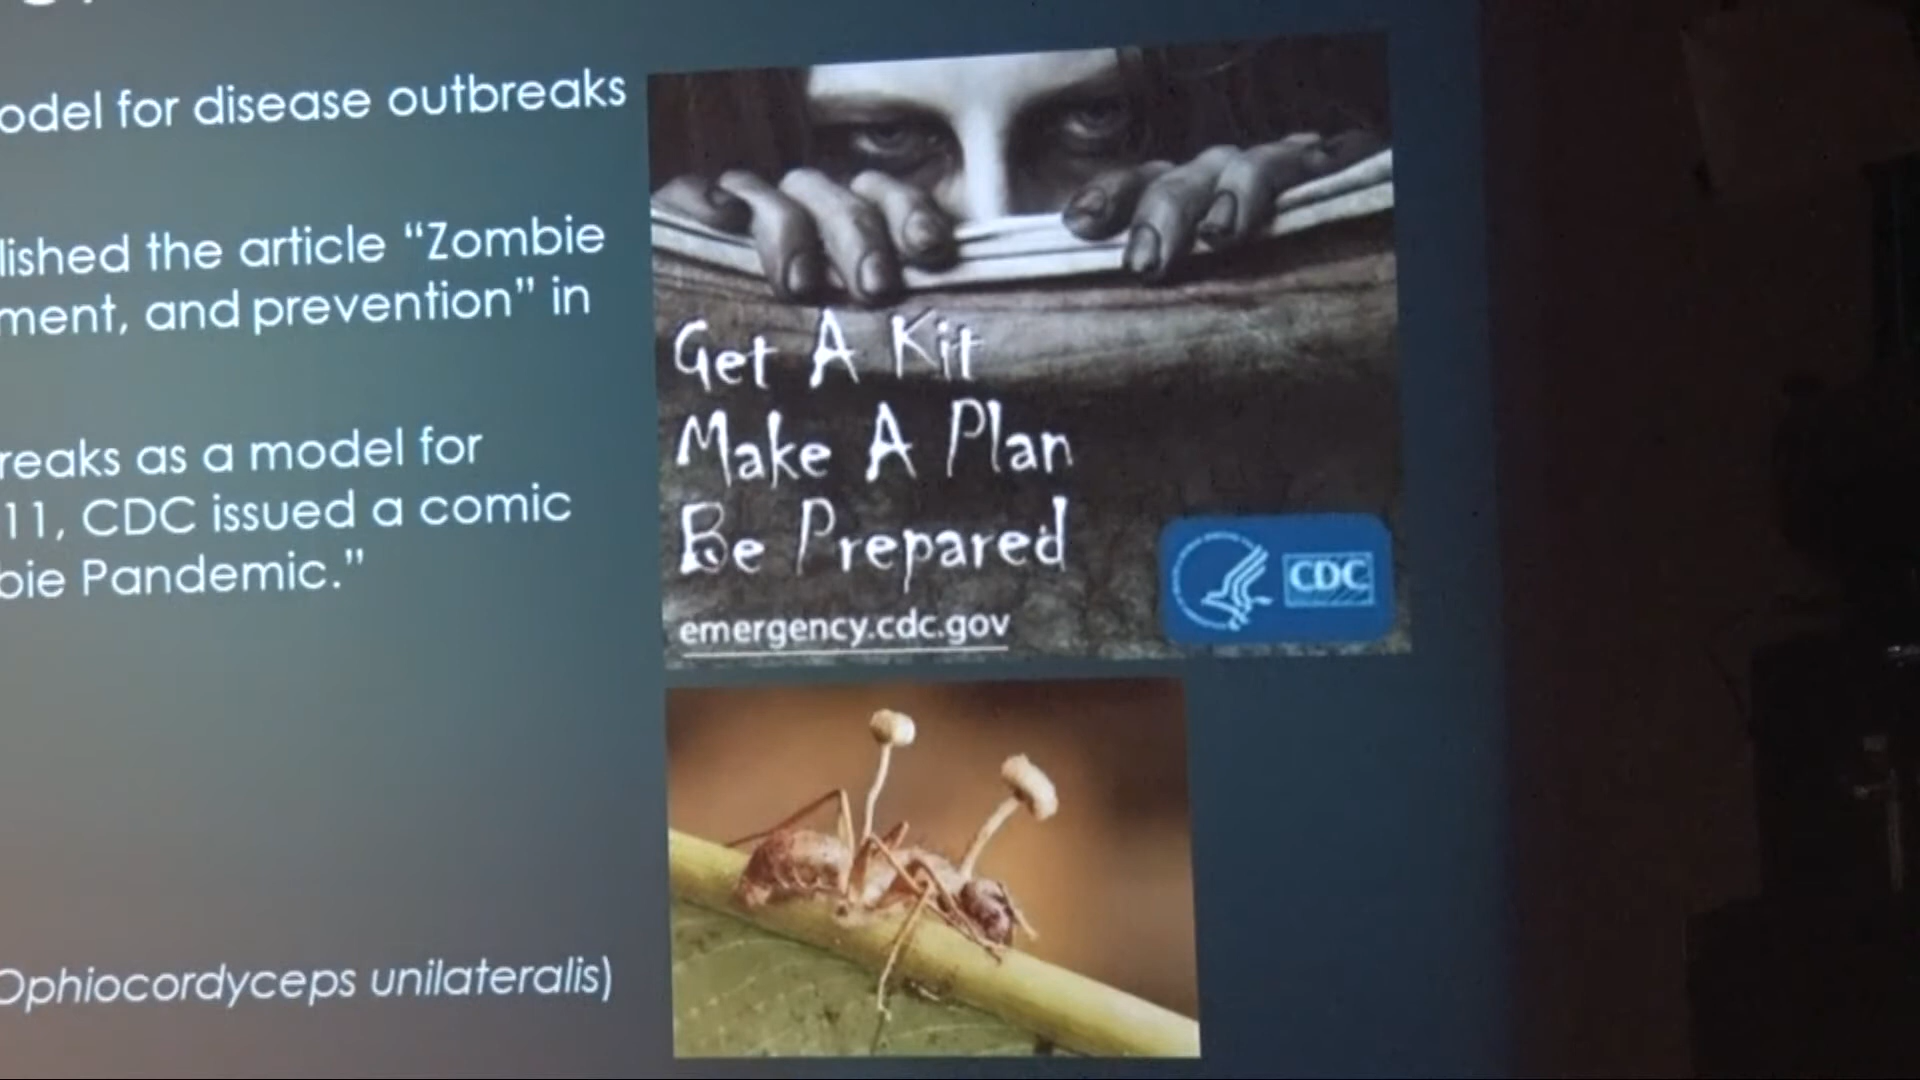 odel for disease outbreaks
lished the article “Zombie
ment, and prevention” in
reaks as a model for
11, CDC issued a comic
bie Pandemic.”
Ophiocordyceps unilateralis)
Get A Kit
Make A Plan
Be Prepared
emergency.cdc.gov
CDC